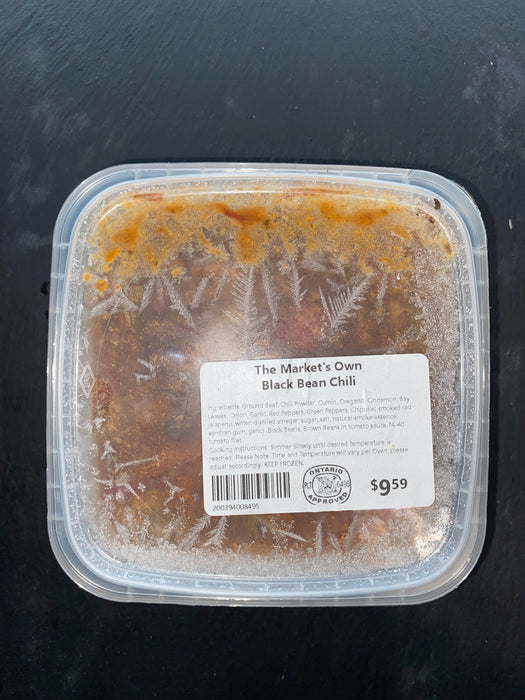 The Market's Own
Black Bean Chili
Ingredients: Ground Beef, Chili Powder, Cumin, Oregano, Cinnamon, Bay
Leaves, Onion, Garlic, Red Peppers, Green Peppers, Chipotle( smoked red
jalapeno, water, distilled vinegar, sugar, salt, natural smoke essence,
xanthan gum, garlic). Black Beans, Brown Beans in tomato sauce, 74-40
tomato filet
Cooking Instructions: Simmer Slowly until desired temperature is
reached. Please Note: Time and Temperature will vary per Oven, please
adjust accordingly. KEEP FROZEN.
200394008495
ONTARIO
APPROVED
$9.59